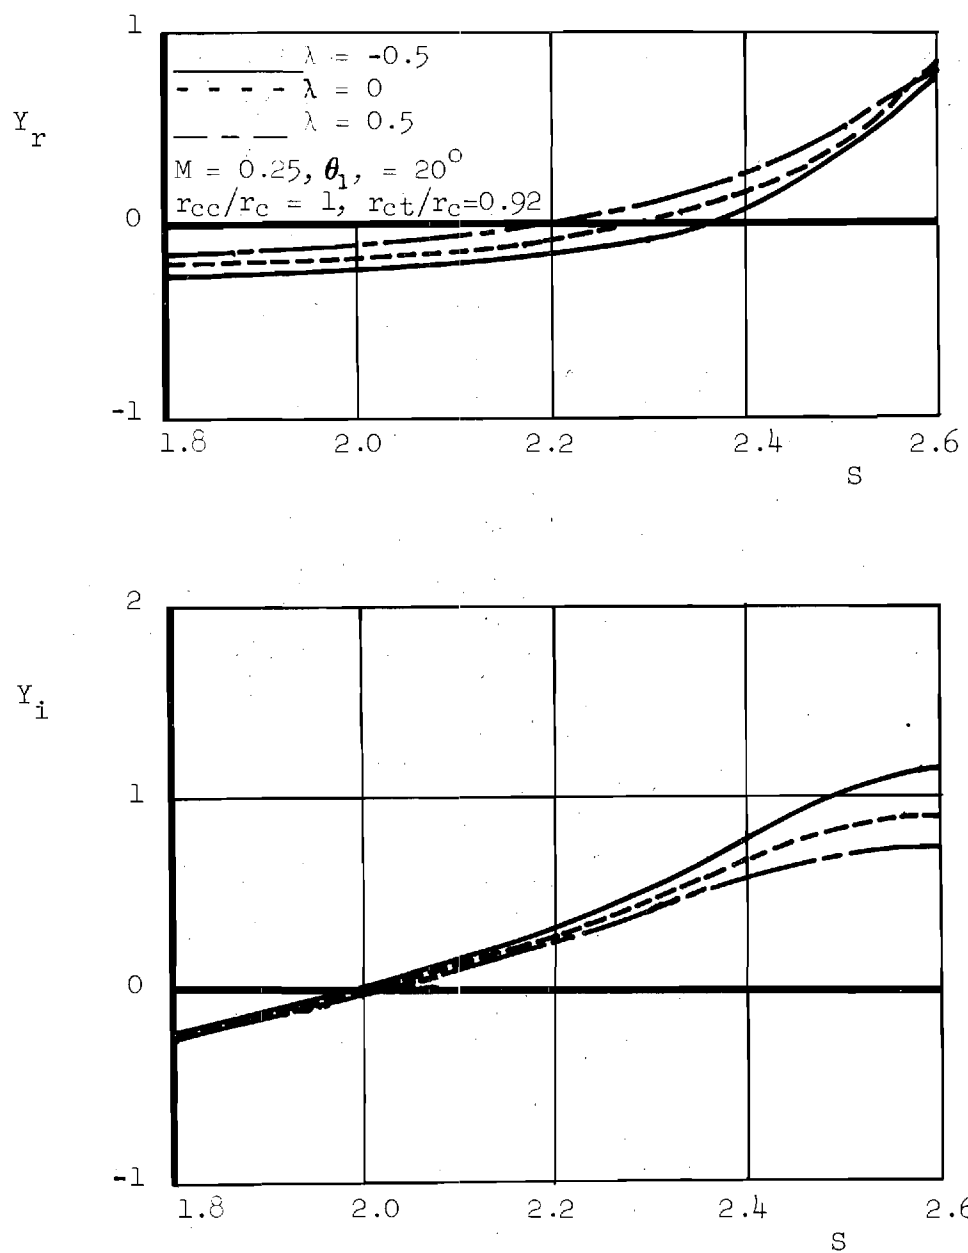 1
λ = -0.5
λ = 0
Y_r
λ = 0.5
M = 0.25, θ_1, = 20°
r_cc/r_c = 1, r_ct/r_c=0.92
0
-1
1.8 2.0 2.2 2.4 2.6
S
2
Y_i
1
0
-1
1.8 2.0 2.2 2.4 2.6
S